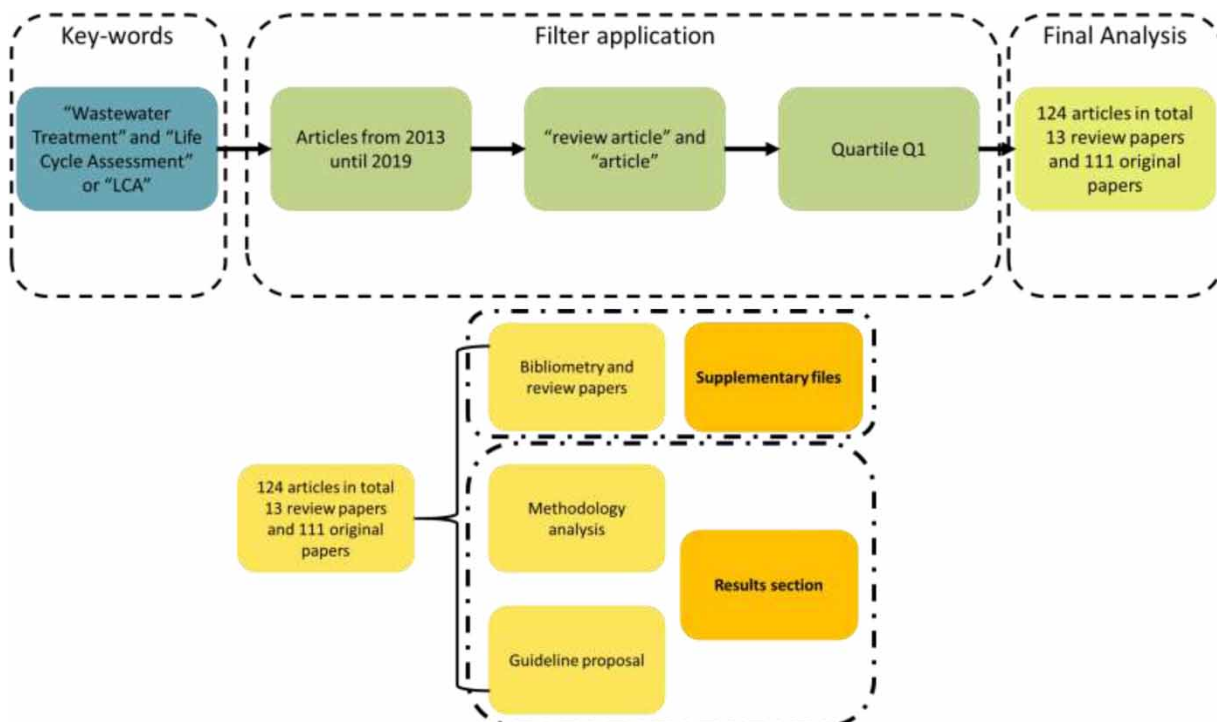 Key-words
Filter application
Final Analysis
“Wastewater
Treatment” and “Life
Cycle Assessment”
or “LCA”
Articles from 2013
until 2019
“review article” and
“article”
Quartile Q1
124 articles in total
13 review papers
and 111 original
papers
Bibliometry and
review papers
Supplementary files
124 articles in total
13 review papers
and 111 original
papers
Methodology
analysis
Results section
Guideline proposal